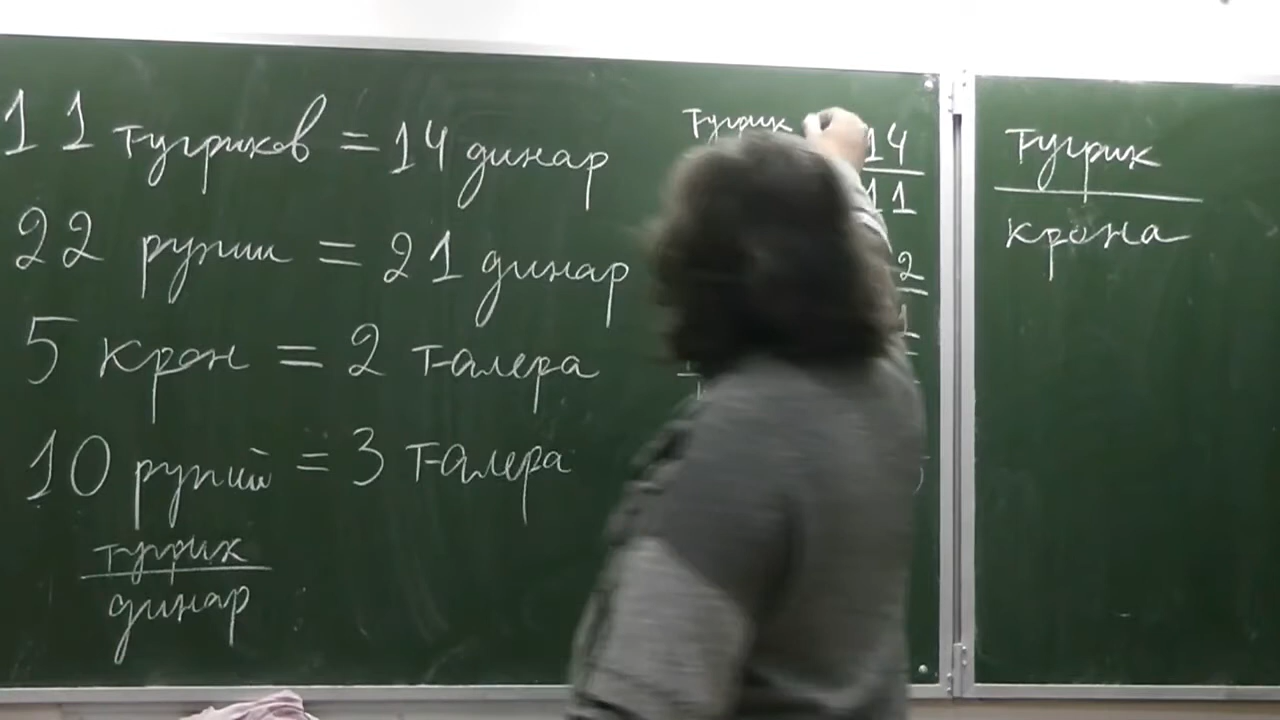 11 тугриков = 14 динар
22 рупии = 21 динар
5 крон = 2 талера
10 рупий = 3 талера
тугрик
динар
Тугрик
14
11
2
тугрик
крона